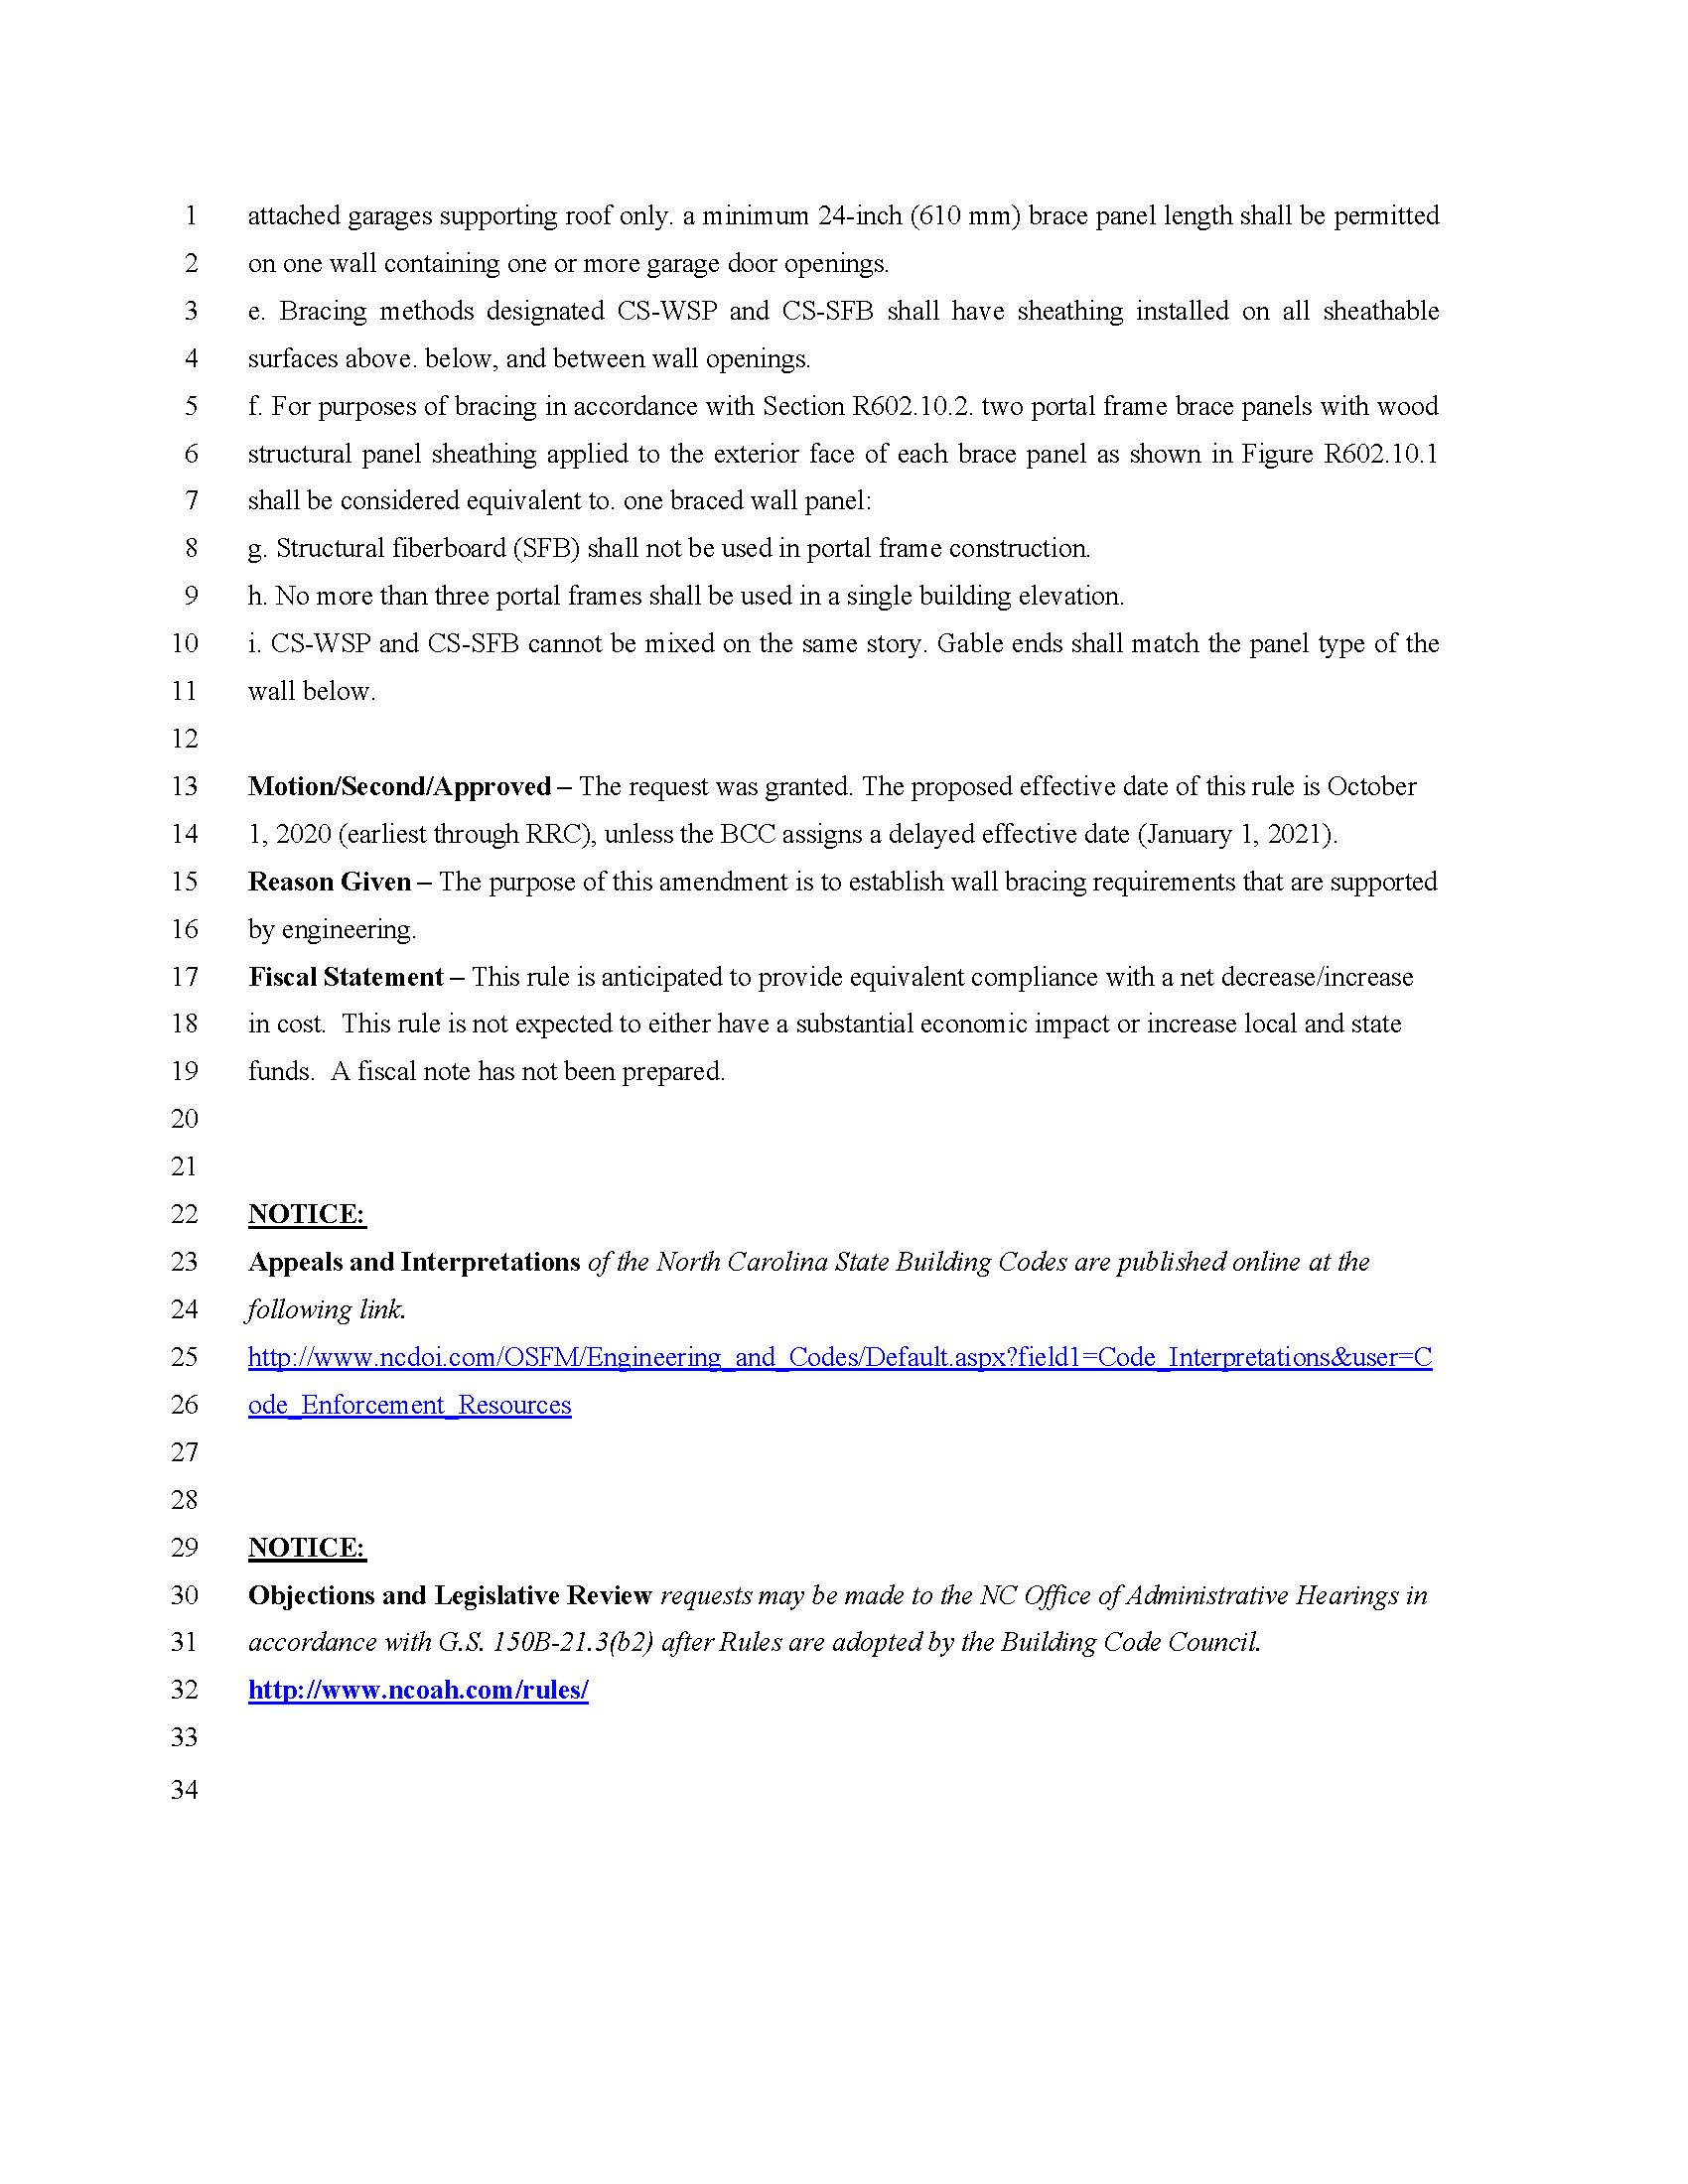 1 attached garages supporting roof only. a minimum 24-inch (610 mm) brace panel length shall be permitted
2 on one wall containing one or more garage door openings.
3 e. Bracing methods designated CS-WSP and CS-SFB shall have sheathing installed on all sheathable
4 surfaces above. below, and between wall openings.
5 f. For purposes of bracing in accordance with Section R602.10.2. two portal frame brace panels with wood
6 structural panel sheathing applied to the exterior face of each brace panel as shown in Figure R602.10.1
7 shall be considered equivalent to. one braced wall panel:
8 g. Structural fiberboard (SFB) shall not be used in portal frame construction.
9 h. No more than three portal frames shall be used in a single building elevation.
10 i. CS-WSP and CS-SFB cannot be mixed on the same story. Gable ends shall match the panel type of the
11 wall below.
12
13 Motion/Second/Approved – The request was granted. The proposed effective date of this rule is October
14 1, 2020 (earliest through RRC), unless the BCC assigns a delayed effective date (January 1, 2021).
15 Reason Given – The purpose of this amendment is to establish wall bracing requirements that are supported
16 by engineering.
17 Fiscal Statement – This rule is anticipated to provide equivalent compliance with a net decrease/increase
18 in cost.  This rule is not expected to either have a substantial economic impact or increase local and state
19 funds.  A fiscal note has not been prepared.
20
21
22 NOTICE:
23 Appeals and Interpretations of the North Carolina State Building Codes are published online at the
24 following link.
25 http://www.ncdoi.com/OSFM/Engineering_and_Codes/Default.aspx?field1=Code_Interpretations&user=C
26 ode_Enforcement_Resources
27
28
29 NOTICE:
30 Objections and Legislative Review requests may be made to the NC Office of Administrative Hearings in
31 accordance with G.S. 150B-21.3(b2) after Rules are adopted by the Building Code Council.
32 http://www.ncoah.com/rules/
33
34